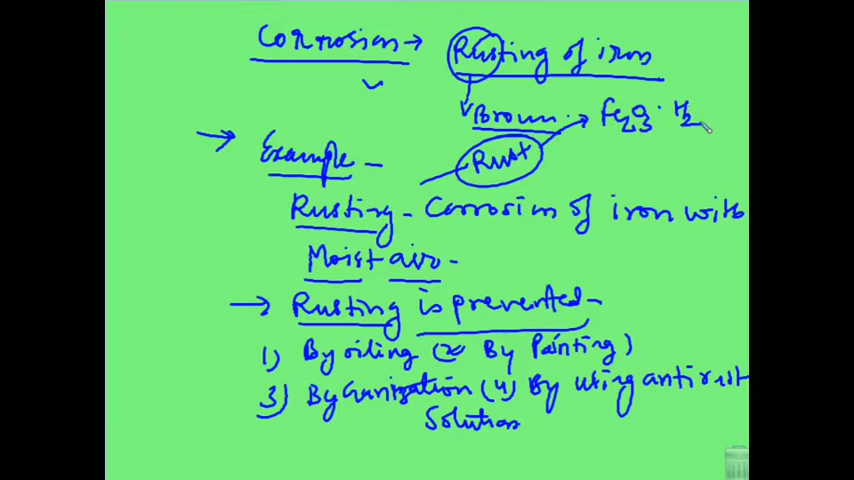 Corrosion → Rusting of iron
Brown. → Fe2O3. H2
→ Example - Rust
Rusting - Corrosion of iron with
Moist air -
→ Rusting is prevented -
1) By oiling (2) By Painting)
3) By (4) By using antirust
Solution